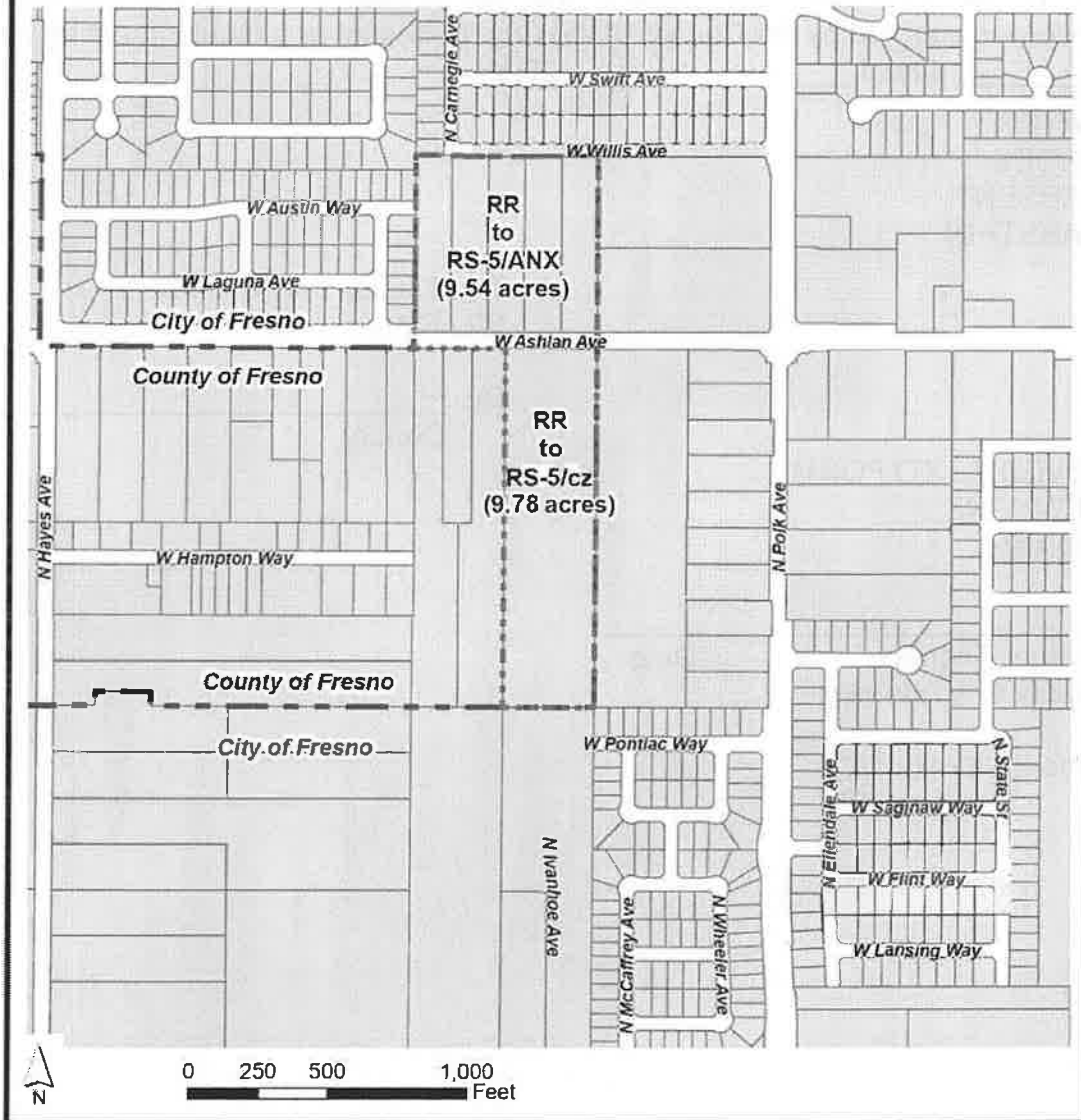 N Carnegie Ave
W Swift Ave
W Willis Ave
RR
to
RS-5/ANX
(9.54 acres)
W Austin Way
W Laguna Ave
City of Fresno
W Ashlan Ave
County of Fresno
RR
to
RS-5/cz
(9.78 acres)
N Hayes Ave
W Hampton Way
N Polk Ave
County of Fresno
City of Fresno
W Pontiac Way
N State St
N Ellendale Ave
W Saginaw Way
N Ivanhoe Ave
W Flint Way
N McCaffrey Ave
N Wheeler Ave
W Lansing Way
N
0 250 500 1,000
Feet